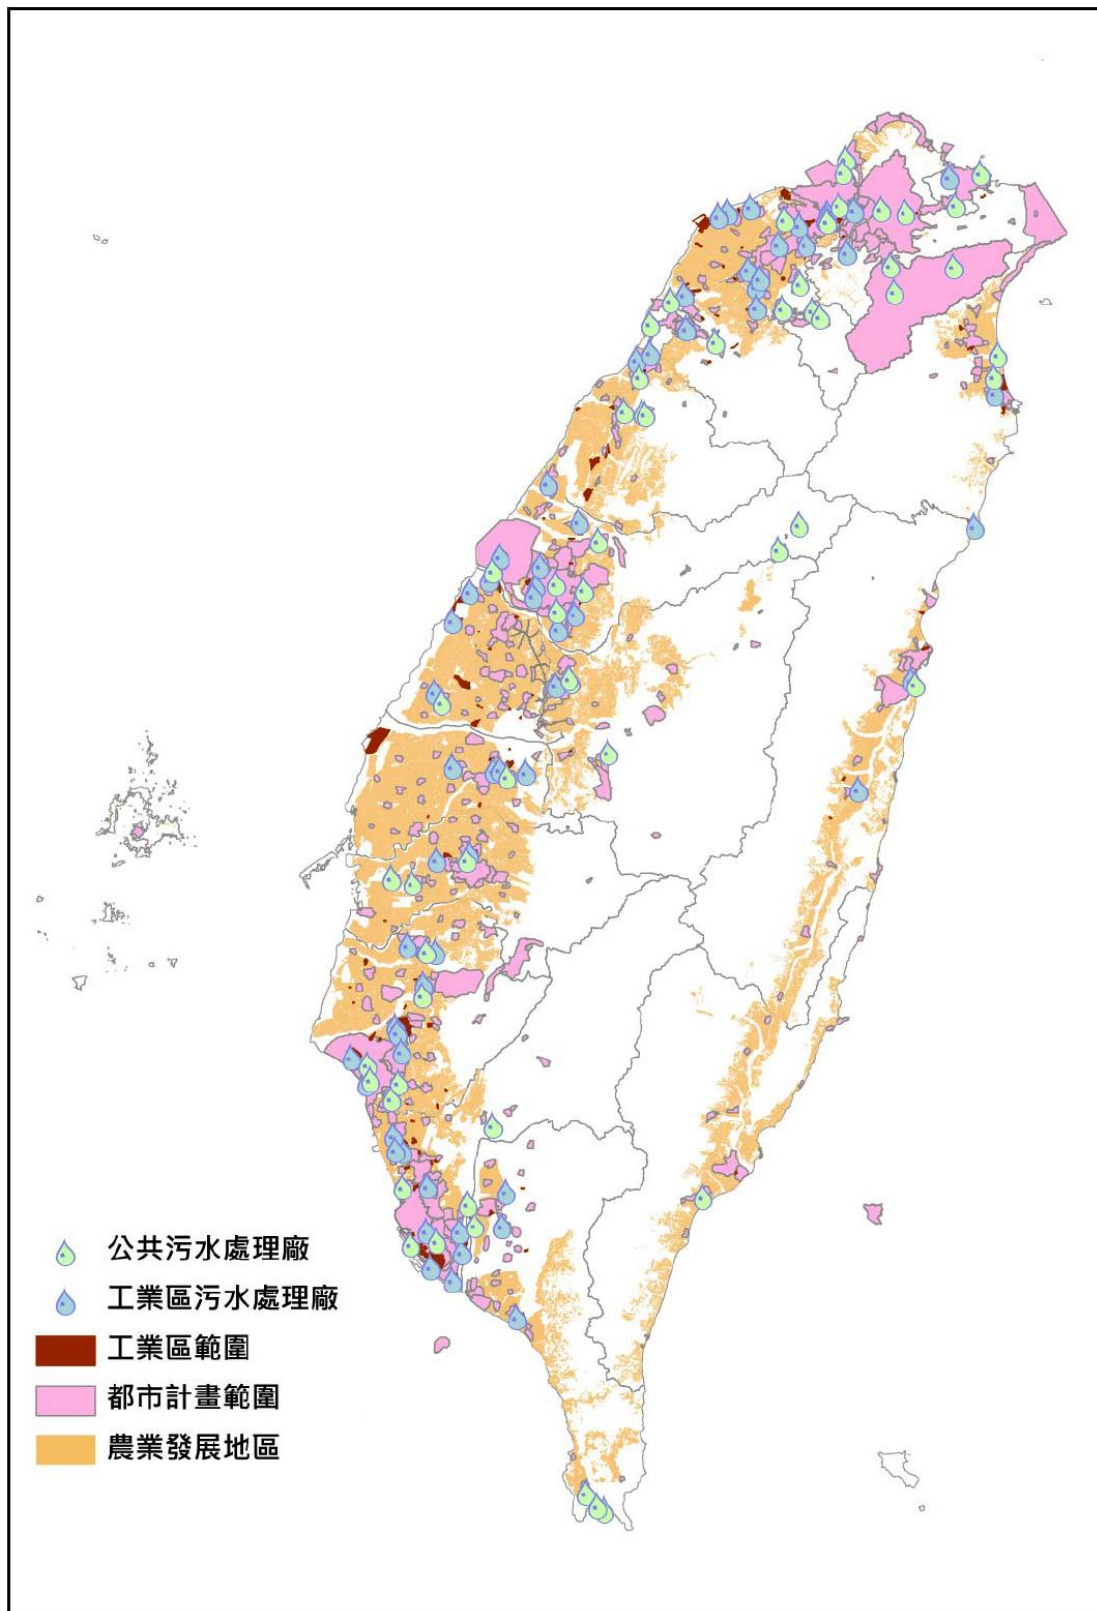 公共污水處理廠
工業區污水處理廠
工業區範圍
都市計畫範圍
農業發展地區